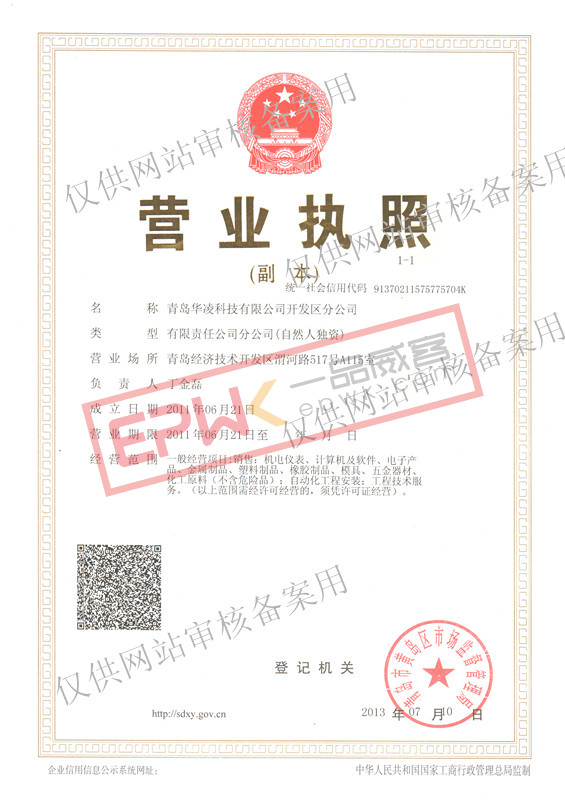 营业执照
(副 本)
1-1
统一社会信用代码 91370211575775704K
名 称 青岛华凌科技有限公司开发区分公司
类 型 有限责任公司分公司(自然人独资)
营业场所 青岛经济技术开发区渭河路517号A115室
负 责 人 丁金磊
成立日期 2011年06月21日
营业期限 2011年06月21日至 年 月 日
经营范围 一般经营项目:销售：机电仪表、计算机及软件、电子产
品、金属制品、塑料制品、橡胶制品、模具、五金器材、
化工原料（不含危险品）；自动化工程安装；工程技术服
务。（以上范围需经许可经营的，须凭许可证经营）。
登记机关
青岛市黄岛区市场监督管理局
http://sdxy.gov.cn
2013 年 07 月 10 日
企业信用信息公示系统网址：
中华人民共和国国家工商行政管理总局监制
仅供网站审核备案用
仅供网站审核备案用
仅供网站审核备案用
仅供网站审核备案用
EPWK 一品威客
epwk.com